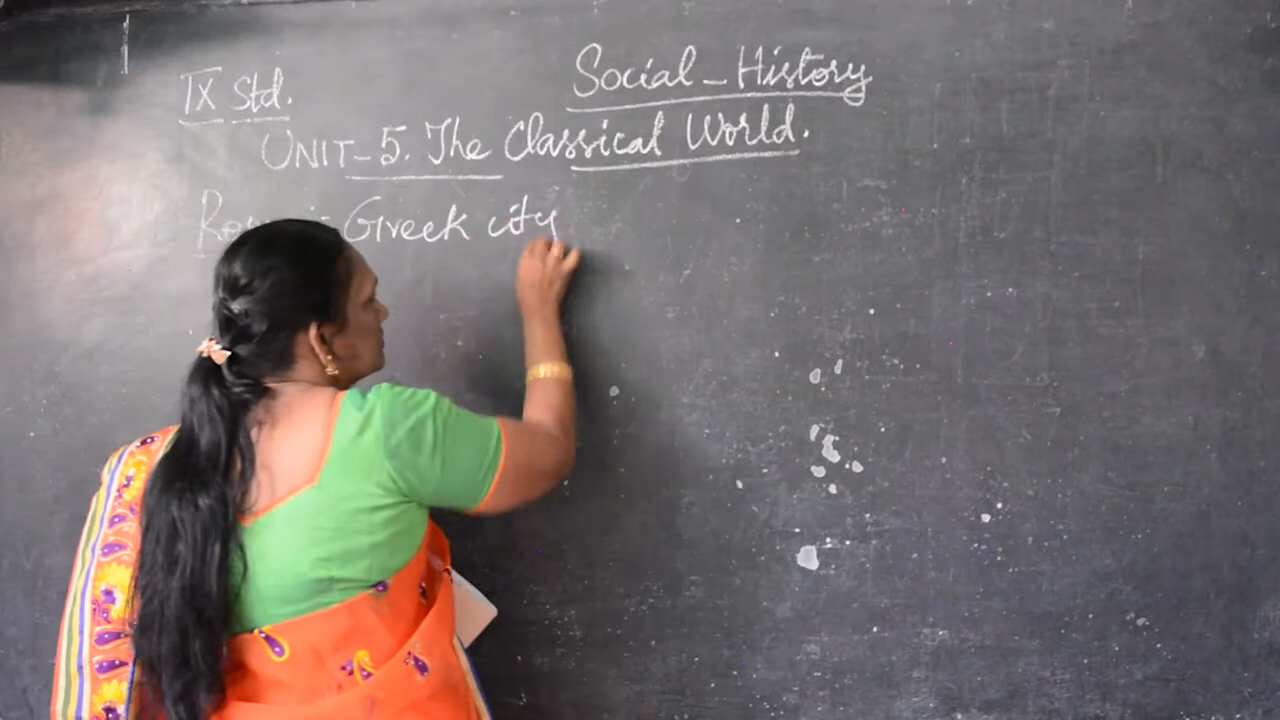 Social - History
IX Std.
UNIT - 5. The Classical World.
Greek city